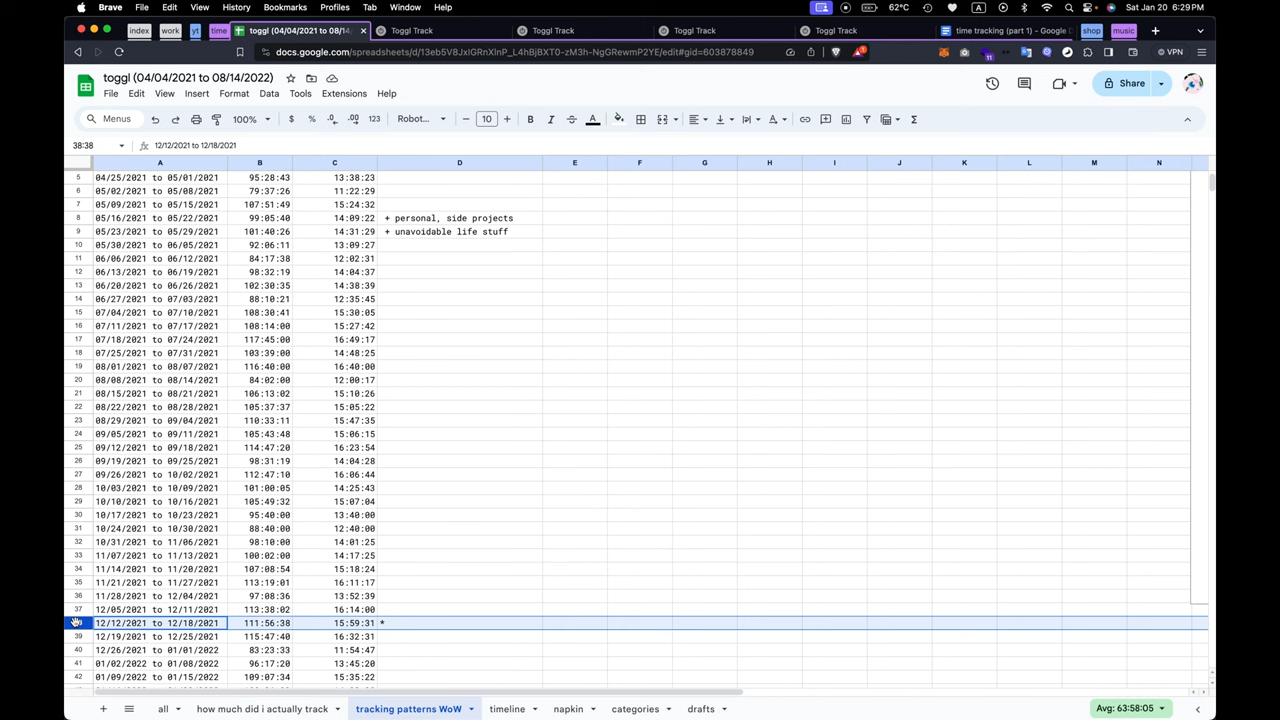 Brave File Edit View History Bookmarks Profiles Tab Window Help 62°C A Sat Jan 20 6:29 PM
index work yt time toggl (04/04/2021 to 08/14 Toggl Track Toggl Track Toggl Track Toggl Track time tracking (part 1) - Google D shop music
docs.google.com/spreadsheets/d/13eb5V8JxlGRnXlnP_L4hBjBXT0-zM3h-NgGRewmP2YE/edit#gid=603878849 11 VPN
toggl (04/04/2021 to 08/14/2022)
File Edit View Insert Format Data Tools Extensions Help Share
Menus 100% $ % .0 .00 123 Robot... 10 B I A
38:38 fx 12/12/2021 to 12/18/2021
A B C D E F G H I J K L M N
5 04/25/2021 to 05/01/2021 95:28:43 13:38:23
6 05/02/2021 to 05/08/2021 79:37:26 11:22:29
7 05/09/2021 to 05/15/2021 107:51:49 15:24:32
8 05/16/2021 to 05/22/2021 99:05:40 14:09:22 + personal, side projects
9 05/23/2021 to 05/29/2021 101:40:26 14:31:29 + unavoidable life stuff
10 05/30/2021 to 06/05/2021 92:06:11 13:09:27
11 06/06/2021 to 06/12/2021 84:17:38 12:02:31
12 06/13/2021 to 06/19/2021 98:32:19 14:04:37
13 06/20/2021 to 06/26/2021 102:30:35 14:38:39
14 06/27/2021 to 07/03/2021 88:10:21 12:35:45
15 07/04/2021 to 07/10/2021 108:30:41 15:30:05
16 07/11/2021 to 07/17/2021 108:14:00 15:27:42
17 07/18/2021 to 07/24/2021 117:45:00 16:49:17
18 07/25/2021 to 07/31/2021 103:39:00 14:48:25
19 08/01/2021 to 08/07/2021 116:40:00 16:40:00
20 08/08/2021 to 08/14/2021 84:02:00 12:00:17
21 08/15/2021 to 08/21/2021 106:13:02 15:10:26
22 08/22/2021 to 08/28/2021 105:37:37 15:05:22
23 08/29/2021 to 09/04/2021 110:33:11 15:47:35
24 09/05/2021 to 09/11/2021 105:43:48 15:06:15
25 09/12/2021 to 09/18/2021 114:47:20 16:23:54
26 09/19/2021 to 09/25/2021 98:31:19 14:04:28
27 09/26/2021 to 10/02/2021 112:47:10 16:06:44
28 10/03/2021 to 10/09/2021 101:00:05 14:25:43
29 10/10/2021 to 10/16/2021 105:49:32 15:07:04
30 10/17/2021 to 10/23/2021 95:40:00 13:40:00
31 10/24/2021 to 10/30/2021 88:40:00 12:40:00
32 10/31/2021 to 11/06/2021 98:10:00 14:01:25
33 11/07/2021 to 11/13/2021 100:02:00 14:17:25
34 11/14/2021 to 11/20/2021 107:08:54 15:18:24
35 11/21/2021 to 11/27/2021 113:19:01 16:11:17
36 11/28/2021 to 12/04/2021 97:08:36 13:52:39
37 12/05/2021 to 12/11/2021 113:38:02 16:14:00
12/12/2021 to 12/18/2021 111:56:38 15:59:31 *
39 12/19/2021 to 12/25/2021 115:47:40 16:32:31
40 12/26/2021 to 01/01/2022 83:23:33 11:54:47
41 01/02/2022 to 01/08/2022 96:17:20 13:45:20
42 01/09/2022 to 01/15/2022 109:07:34 15:35:22
all how much did i actually track tracking patterns WoW timeline napkin categories drafts Avg: 63:58:05